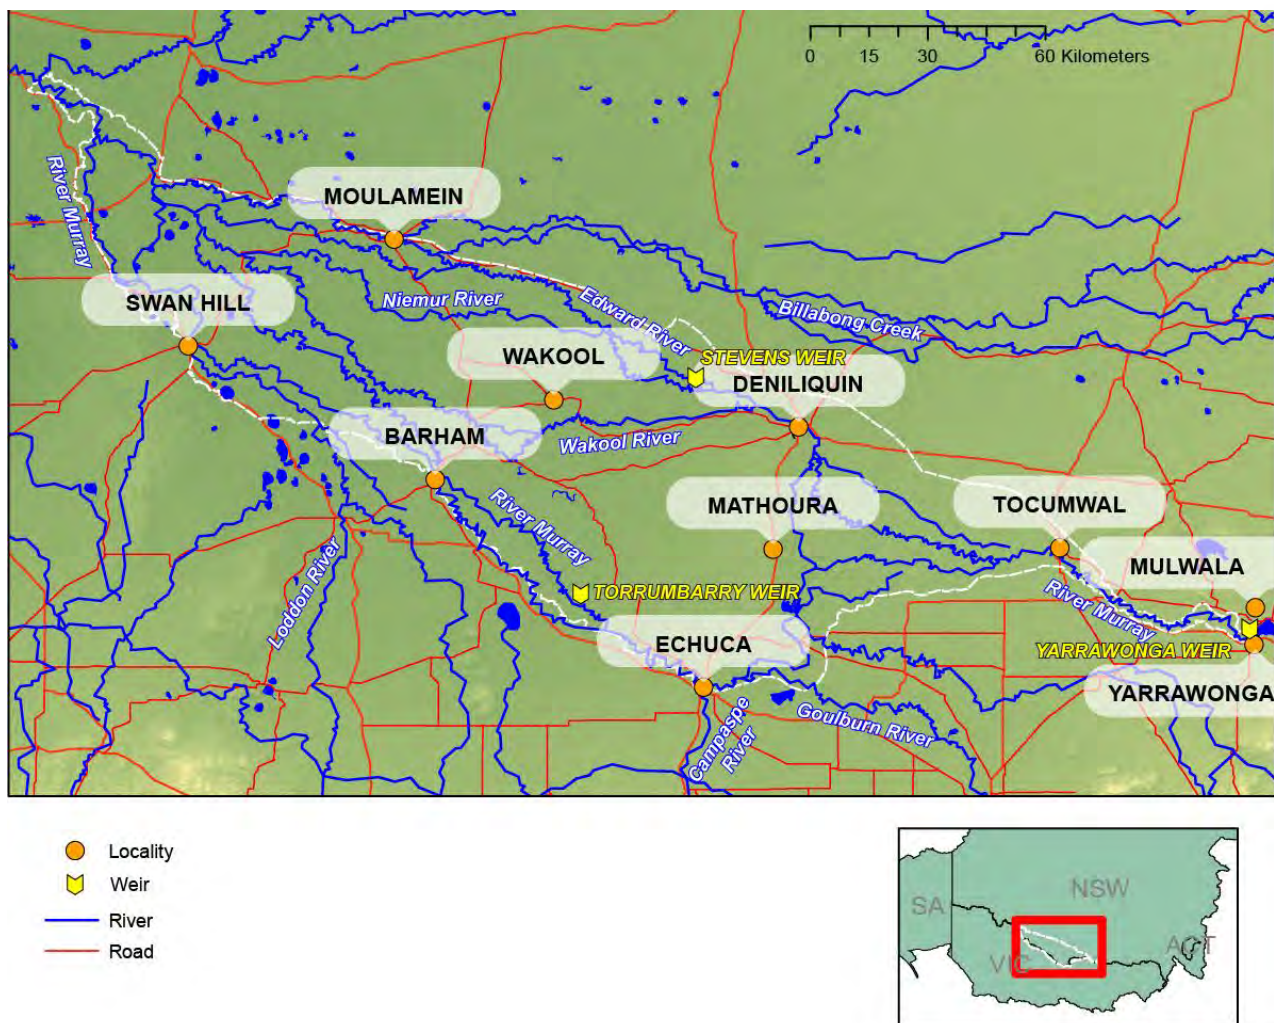 0 15 30 60 Kilometers
MOULAMEIN
River Murray
SWAN HILL
Niemur River
Edward River
Billabong Creek
WAKOOL
STEVENS WEIR
DENILIQUIN
BARHAM
Wakool River
MATHOURA
TOCUMWAL
River Murray
MULWALA
Loddon River
TORRUMBARRY WEIR
River Murray
ECHUCA
YARRAWONGA WEIR
YARRAWONGA
Campaspe
River
Goulburn River
Locality
Weir
River
Road
SA
NSW
VIC
ACT